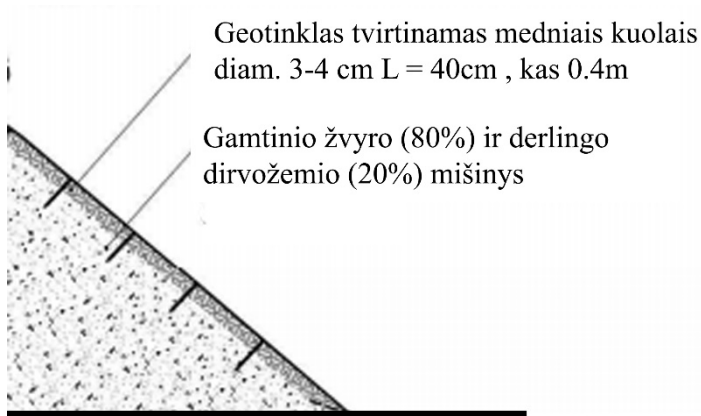 Geotinklas tvirtinamas medniais kuolais
diam. 3-4 cm L = 40cm , kas 0.4m
Gamtinio žvyro (80%) ir derlingo
dirvožemio (20%) mišinys